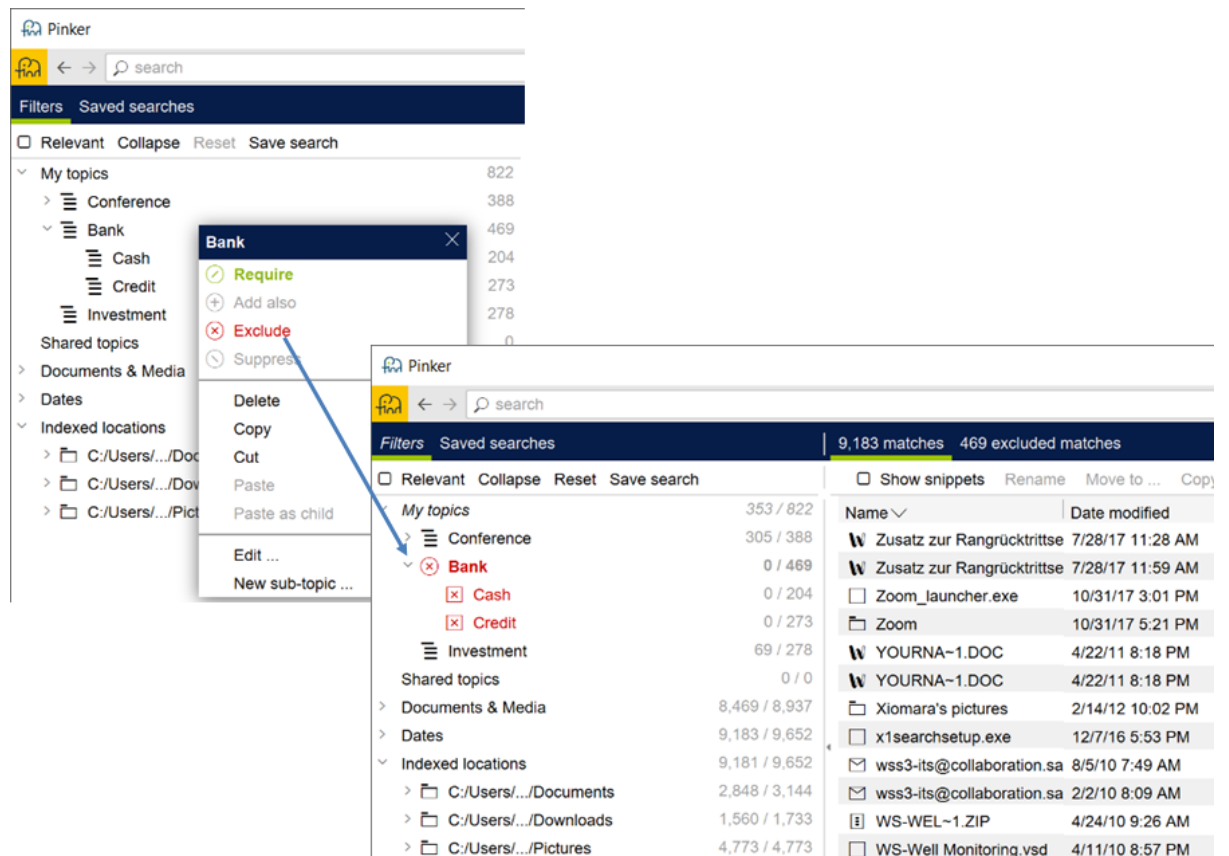 Pinker
find
search
Filters Saved searches
Relevant Collapse Reset Save search
My topics 822
Conference 388
Bank 469
Cash 204
Credit 273
Investment 278
Shared topics 0
Documents & Media
Dates
Indexed locations
C:/Users/.../Doc
C:/Users/.../Dov
C:/Users/.../Pict
Bank
Require
Add also
Exclude
Suppress
Delete
Copy
Cut
Paste
Paste as child
Edit ...
New sub-topic ...
Pinker
find
search
Filters Saved searches 9,183 matches 469 excluded matches
Relevant Collapse Reset Save search
My topics 353 / 822
Conference 305 / 388
Bank 0 / 469
Cash 0 / 204
Credit 0 / 273
Investment 69 / 278
Shared topics 0 / 0
Documents & Media 8,469 / 8,937
Dates 9,183 / 9,652
Indexed locations 9,181 / 9,652
C:/Users/.../Documents 2,848 / 3,144
C:/Users/.../Downloads 1,560 / 1,733
C:/Users/.../Pictures 4,773 / 4,773
Show snippets Rename Move to ... Copy
Name Date modified
Zusatz zur Rangrücktrittse 7/28/17 11:28 AM
Zusatz zur Rangrücktrittse 7/28/17 11:59 AM
Zoom_launcher.exe 10/31/17 3:01 PM
Zoom 10/31/17 5:21 PM
YOURNA~1.DOC 4/22/11 8:18 PM
YOURNA~1.DOC 4/22/11 8:18 PM
Xiomara's pictures 2/14/12 10:02 PM
x1searchsetup.exe 12/7/16 5:53 PM
wss3-its@collaboration.sa 8/5/10 7:49 AM
wss3-its@collaboration.sa 2/2/10 8:09 AM
WS-WEL~1.ZIP 4/24/10 9:26 AM
WS-Well Monitoring.vsd 4/11/10 8:57 PM